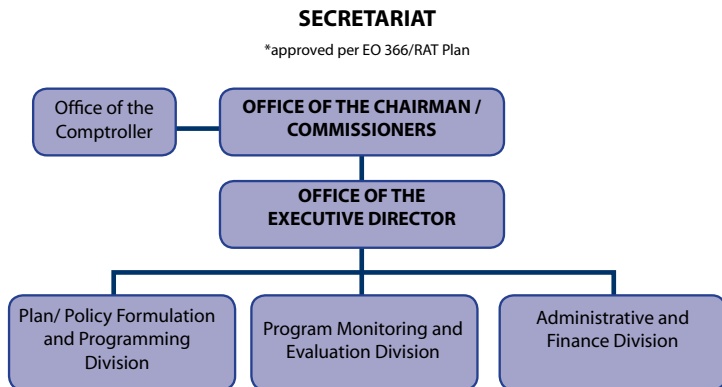 SECRETARIAT
*approved per EO 366/RAT Plan
Office of the
Comptroller
OFFICE OF THE CHAIRMAN /
COMMISSIONERS
OFFICE OF THE
EXECUTIVE DIRECTOR
Plan/ Policy Formulation
and Programming
Division
Program Monitoring and
Evaluation Division
Administrative and
Finance Division